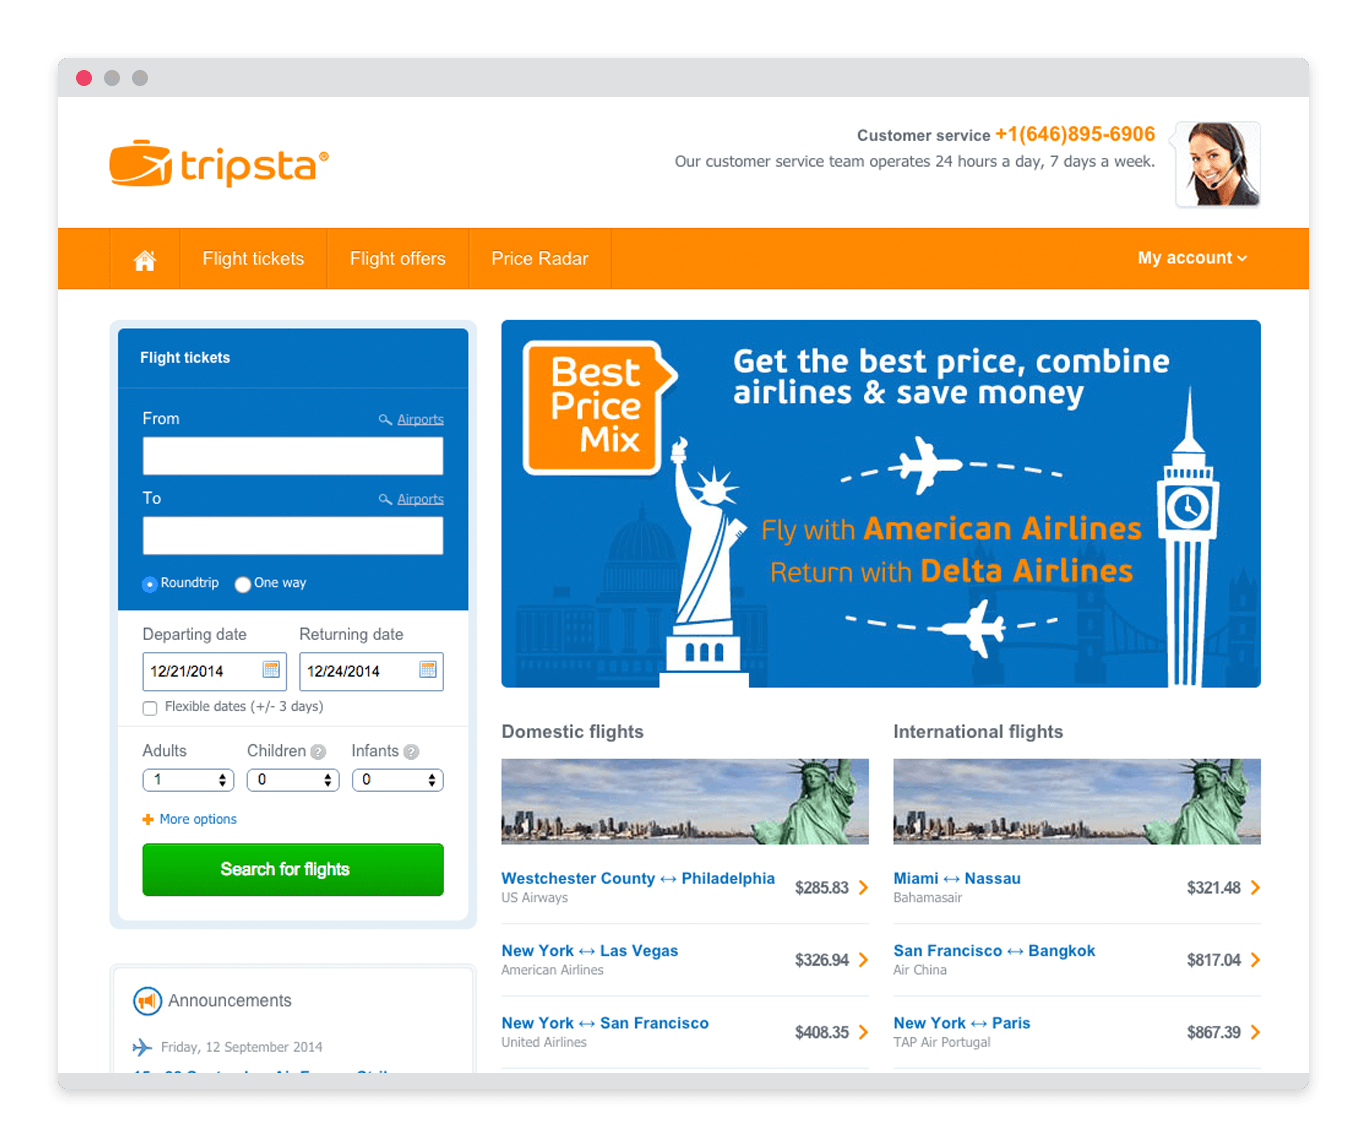 tripsta®
Customer service +1(646)895-6906
Our customer service team operates 24 hours a day, 7 days a week.
Flight tickets
Flight offers
Price Radar
My account
Flight tickets
From
Airports
To
Airports
Roundtrip
One way
Departing date
Returning date
12/21/2014
12/24/2014
Flexible dates (+/- 3 days)
Adults
Children ?
Infants ?
1
0
0
More options
Search for flights
Announcements
Friday, 12 September 2014
Best
Price
Mix
Get the best price, combine
airlines & save money
Fly with American Airlines
Return with Delta Airlines
Domestic flights
Westchester County ↔ Philadelphia
US Airways
$285.83
New York ↔ Las Vegas
American Airlines
$326.94
New York ↔ San Francisco
United Airlines
$408.35
International flights
Miami ↔ Nassau
Bahamasair
$321.48
San Francisco ↔ Bangkok
Air China
$817.04
New York ↔ Paris
TAP Air Portugal
$867.39